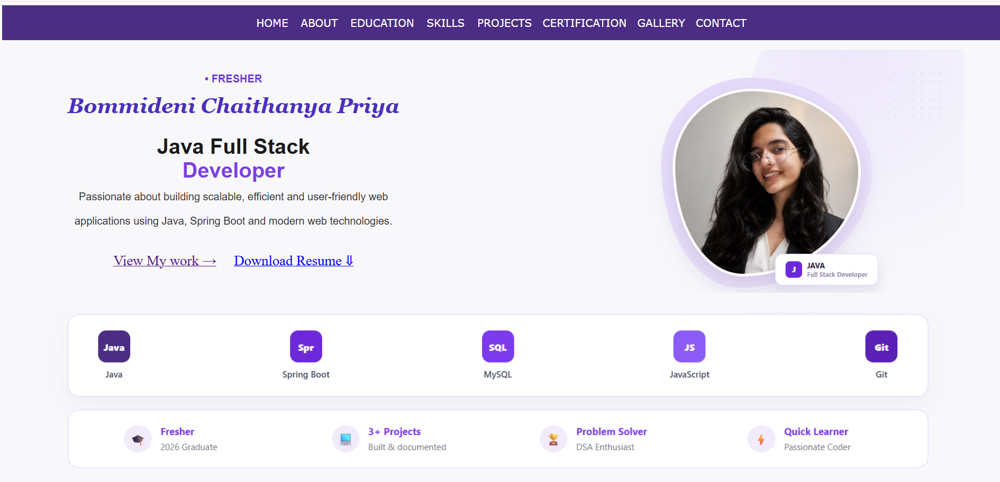 HOME ABOUT EDUCATION SKILLS PROJECTS CERTIFICATION GALLERY CONTACT
• FRESHER
Bommideni Chaithanya Priya
Java Full Stack
Developer
Passionate about building scalable, efficient and user-friendly web
applications using Java, Spring Boot and modern web technologies.
View My work → Download Resume ⇓
J
JAVA
Full Stack Developer
Java Spr SQL JS Git
Java Spring Boot MySQL JavaScript Git
Fresher 3+ Projects Problem Solver Quick Learner
2026 Graduate Built & documented DSA Enthusiast Passionate Coder